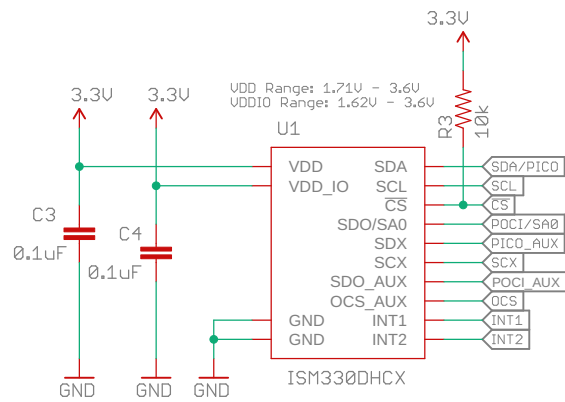 3.3V
VDD Range: 1.71V - 3.6V
VDDIO Range: 1.62V - 3.6V
3.3V
3.3V
R3
10k
U1
VDD
VDD_IO
GND
GND
SDA
SCL
CS
SDO/SA0
SDX
SCX
SDO_AUX
OCS_AUX
INT1
INT2
SDA/PICO
SCL
CS
POCI/SA0
PICO_AUX
SCX
POCI_AUX
OCS
INT1
INT2
C3
0.1uF
C4
0.1uF
GND
GND
GND
ISM330DHCX